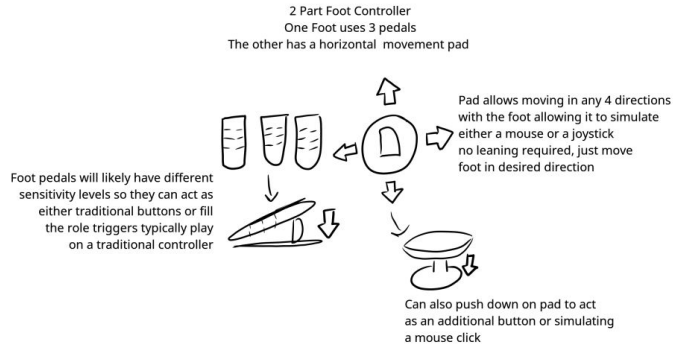 2 Part Foot Controller
One Foot uses 3 pedals
The other has a horizontal movement pad
Pad allows moving in any 4 directions
with the foot allowing it to simulate
either a mouse or a joystick
no leaning required, just move
foot in desired direction
Foot pedals will likely have different
sensitivity levels so they can act as
either traditional buttons or fill
the role triggers typically play
on a traditional controller
Can also push down on pad to act
as an additional button or simulating
a mouse click